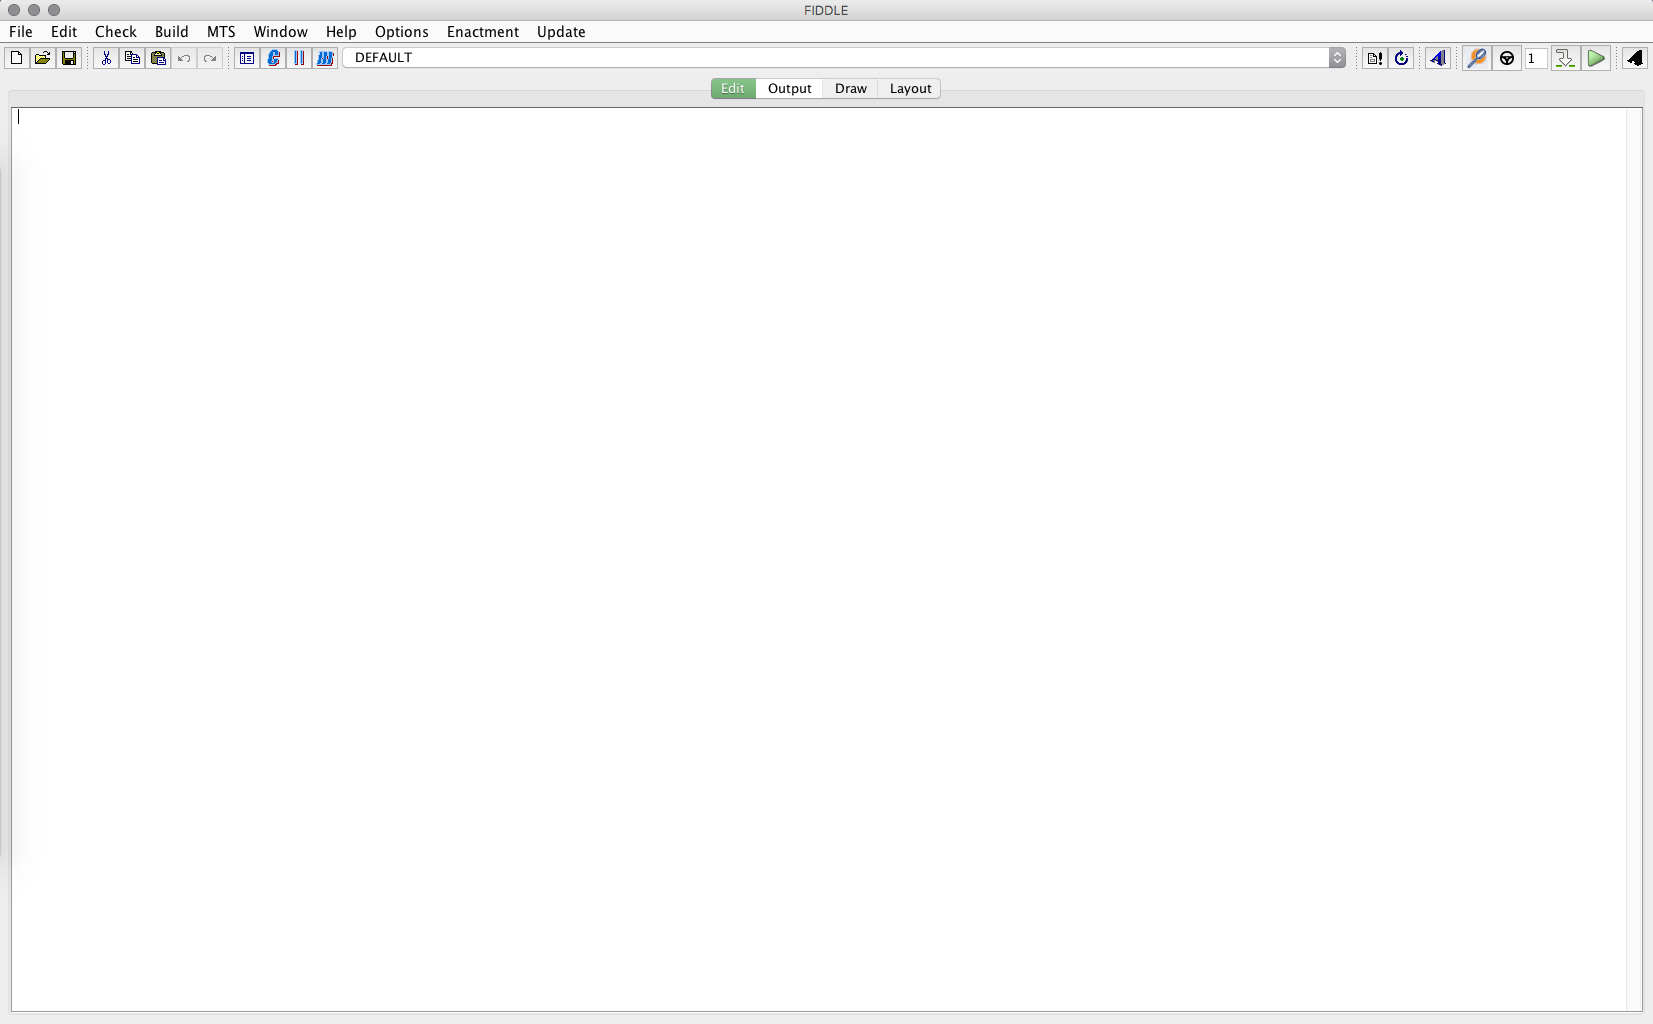 FIDDLE
File Edit Check Build MTS Window Help Options Enactment Update
DEFAULT 1
Edit Output Draw Layout